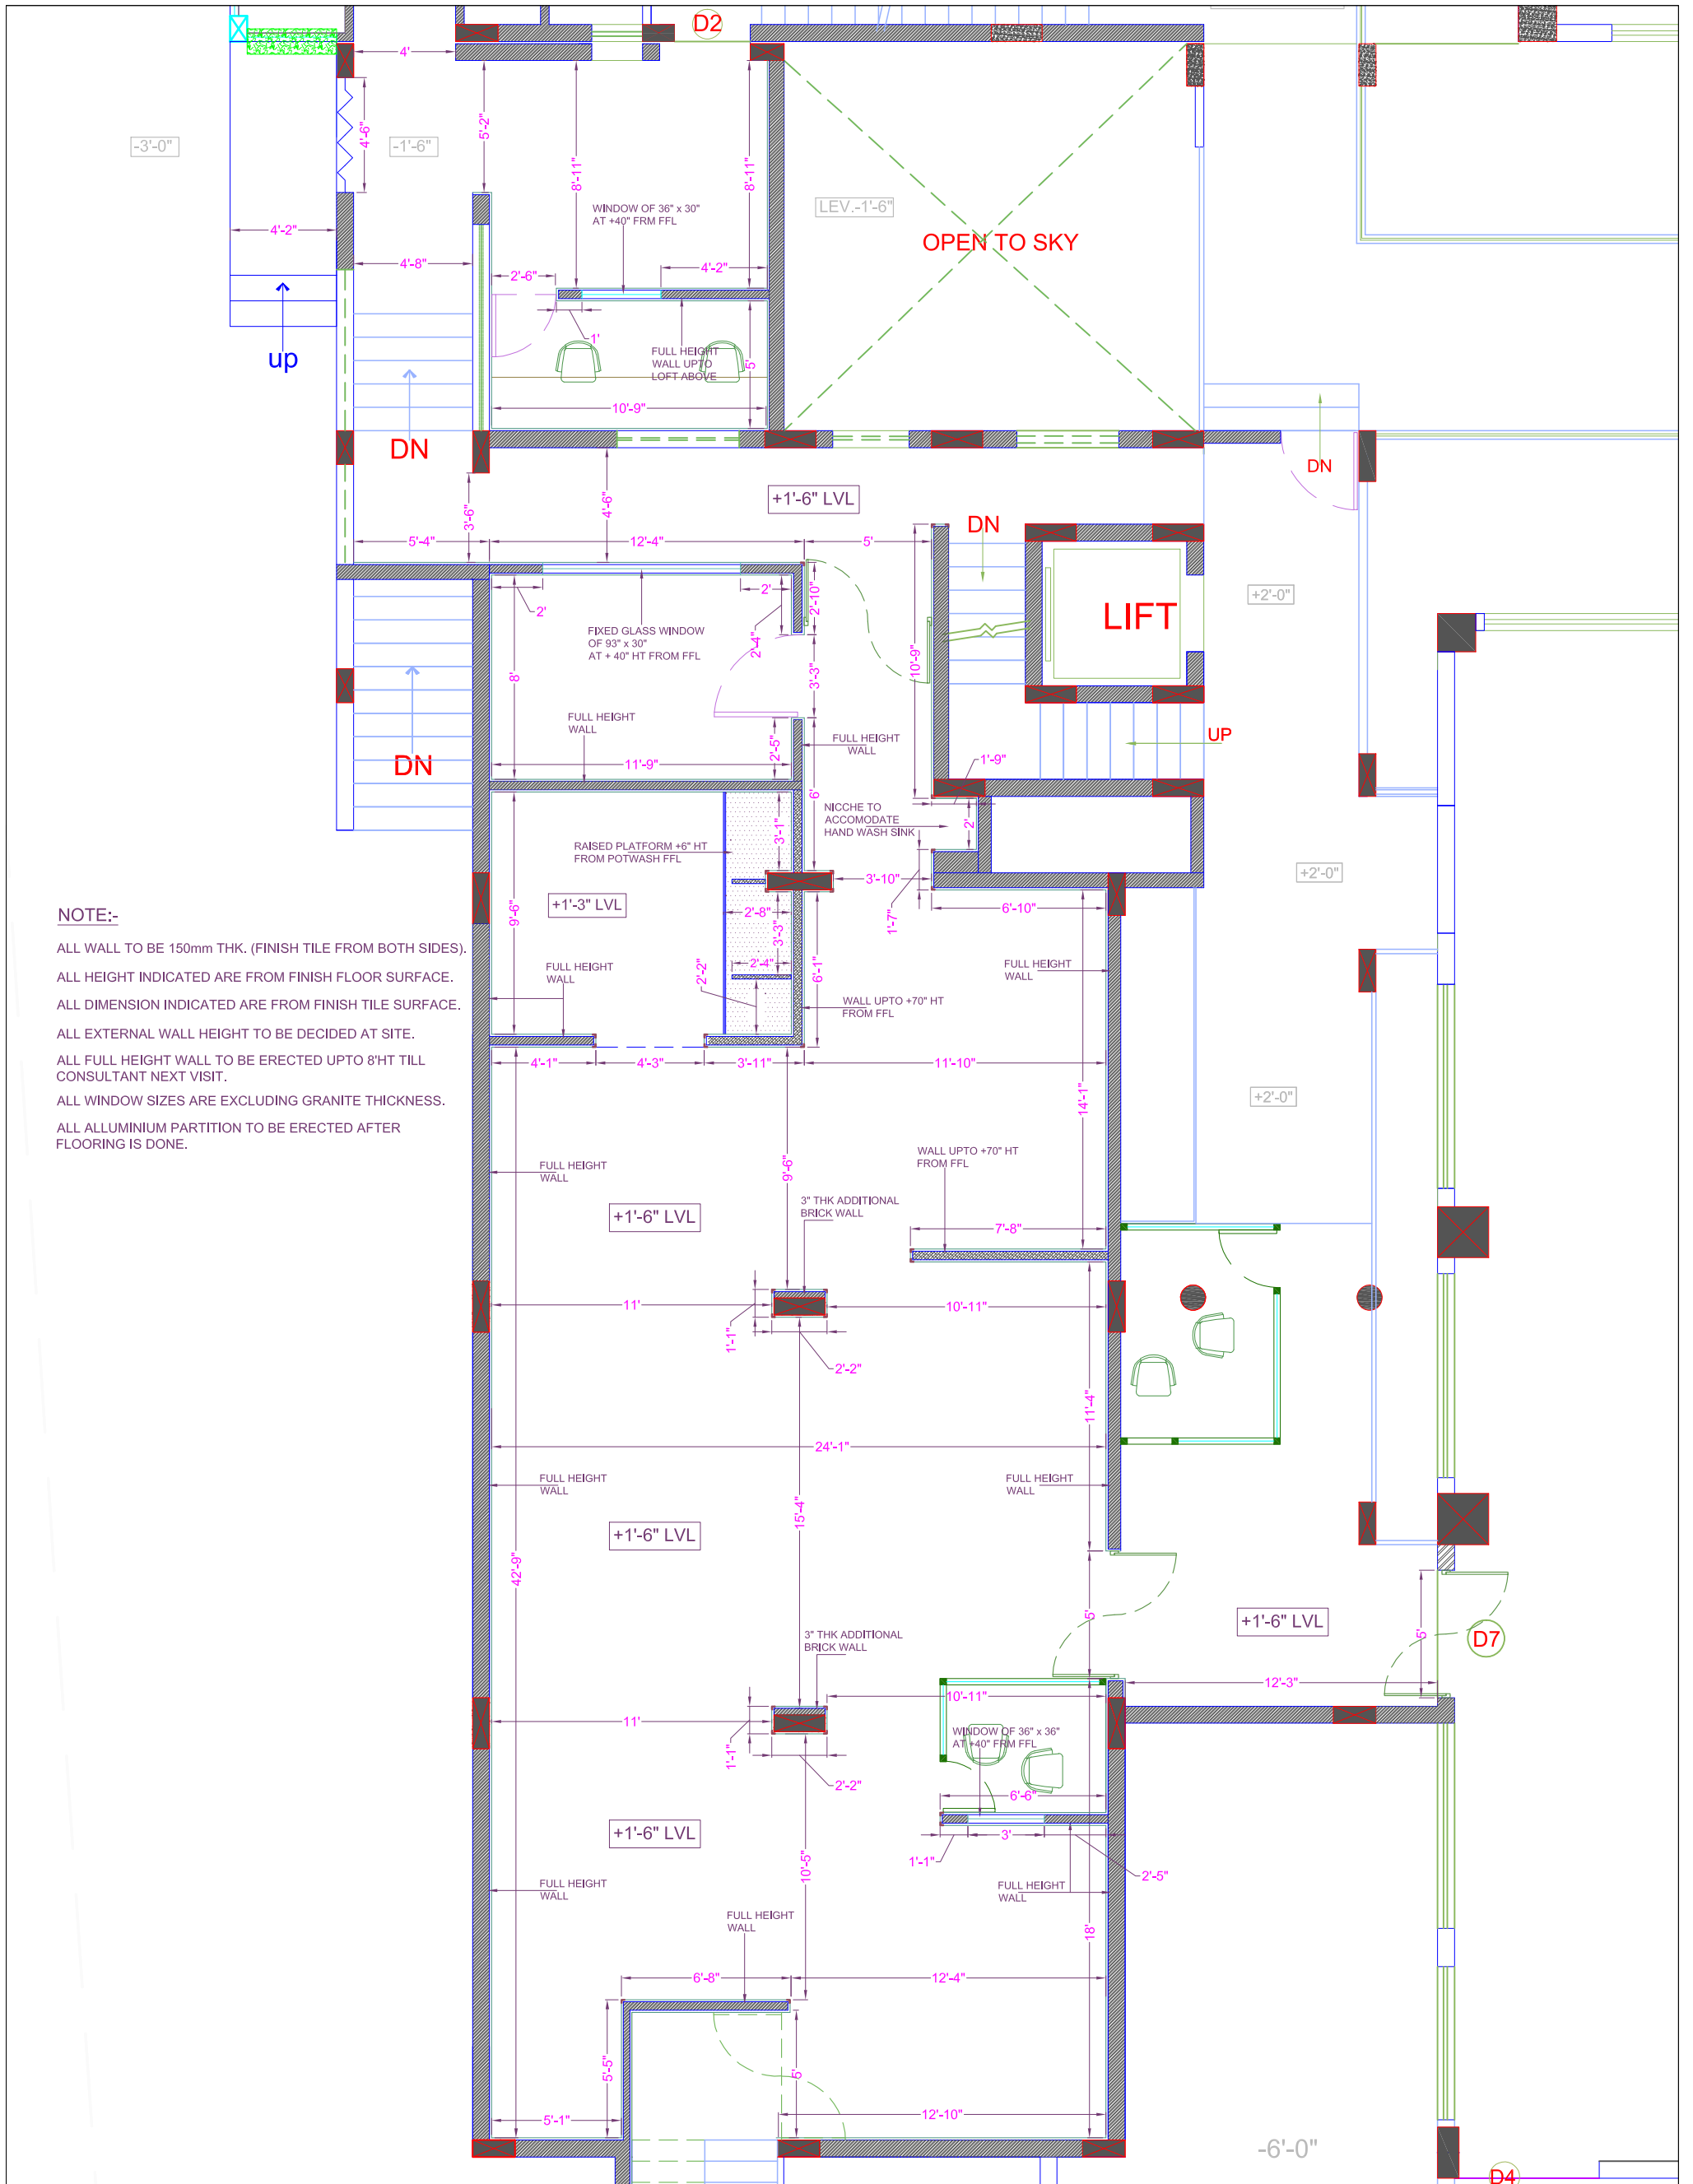 D2
4'
-3'-0"
-1'-6"
4'-6"
5'-2"
8'-11"
8'-11"
WINDOW OF 36" x 30"
AT +40" FRM FFL
LEV.-1'-6"
OPEN TO SKY
4'-2"
4'-8"
2'-6"
4'-2"
1'
up
FULL HEIGHT
WALL UPTO
LOFT ABOVE
5'
10'-9"
DN
DN
3'-6"
4'-6"
+1'-6" LVL
DN
5'-4"
12'-4"
5'
2'
2'
2'-10"
2'-4"
FIXED GLASS WINDOW
OF 93" x 30"
AT + 40" HT FROM FFL
8'
3'-3"
10'-9"
LIFT
+2'-0"
FULL HEIGHT
WALL
2'-5"
FULL HEIGHT
WALL
UP
DN
11'-9"
1'-9"
6'
NICCHE TO
ACCOMODATE
HAND WASH SINK
2'
3'-1"
RAISED PLATFORM +6" HT
FROM POTWASH FFL
3'-10"
+2'-0"
9'-6"
+1'-3" LVL
2'-8"
1'-7"
6'-10"
3'-3"
NOTE:-
ALL WALL TO BE 150mm THK. (FINISH TILE FROM BOTH SIDES).
ALL HEIGHT INDICATED ARE FROM FINISH FLOOR SURFACE.
ALL DIMENSION INDICATED ARE FROM FINISH TILE SURFACE.
ALL EXTERNAL WALL HEIGHT TO BE DECIDED AT SITE.
ALL FULL HEIGHT WALL TO BE ERECTED UPTO 8'HT TILL
CONSULTANT NEXT VISIT.
ALL WINDOW SIZES ARE EXCLUDING GRANITE THICKNESS.
ALL ALLUMINIUM PARTITION TO BE ERECTED AFTER
FLOORING IS DONE.
FULL HEIGHT
WALL
2'-2"
2'-4"
6'-1"
FULL HEIGHT
WALL
WALL UPTO +70" HT
FROM FFL
4'-1"
4'-3"
3'-11"
11'-10"
14'-1"
+2'-0"
FULL HEIGHT
WALL
9'-6"
WALL UPTO +70" HT
FROM FFL
+1'-6" LVL
3" THK ADDITIONAL
BRICK WALL
7'-8"
11'
10'-11"
1'-1"
2'-2"
11'-4"
24'-1"
FULL HEIGHT
WALL
FULL HEIGHT
WALL
15'-4"
+1'-6" LVL
42'-9"
5'
+1'-6" LVL
5'
D7
3" THK ADDITIONAL
BRICK WALL
12'-3"
10'-11"
11'
WINDOW OF 36" x 36"
AT +40" FRM FFL
1'-1"
2'-2"
6'-6"
+1'-6" LVL
3'
1'-1"
2'-5"
10'-5"
FULL HEIGHT
WALL
FULL HEIGHT
WALL
FULL HEIGHT
WALL
18'
6'-8"
12'-4"
5'-5"
5'
5'-1"
12'-10"
-6'-0"
D4